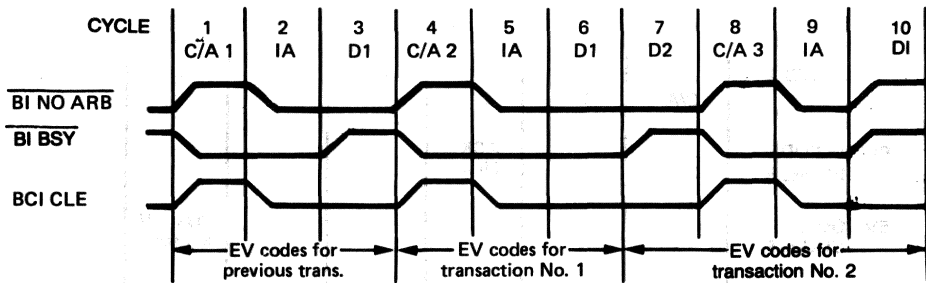 CYCLE 1 2 3 4 5 6 7 8 9 10
C/A 1 IA D1 C/A 2 IA D1 D2 C/A 3 IA DI
BI NO ARB
BI BSY
BCI CLE
EV codes for EV codes for EV codes for
previous trans. transaction No. 1 transaction No. 2